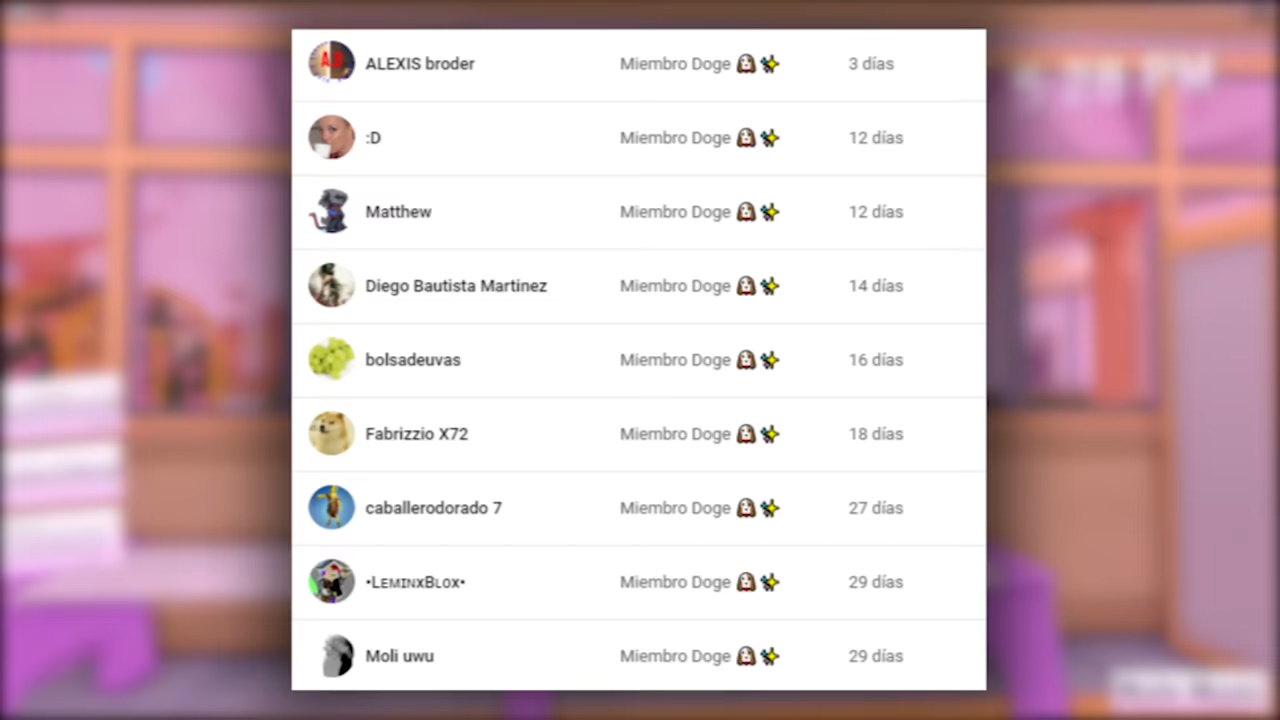 ALEXIS broder Miembro Doge 3 días
:D Miembro Doge 12 días
Matthew Miembro Doge 12 días
Diego Bautista Martinez Miembro Doge 14 días
bolsadeuvas Miembro Doge 16 días
Fabrizzio X72 Miembro Doge 18 días
caballerodorado 7 Miembro Doge 27 días
•LᴇᴍɪɴxBʟᴏx• Miembro Doge 29 días
Moli uwu Miembro Doge 29 días